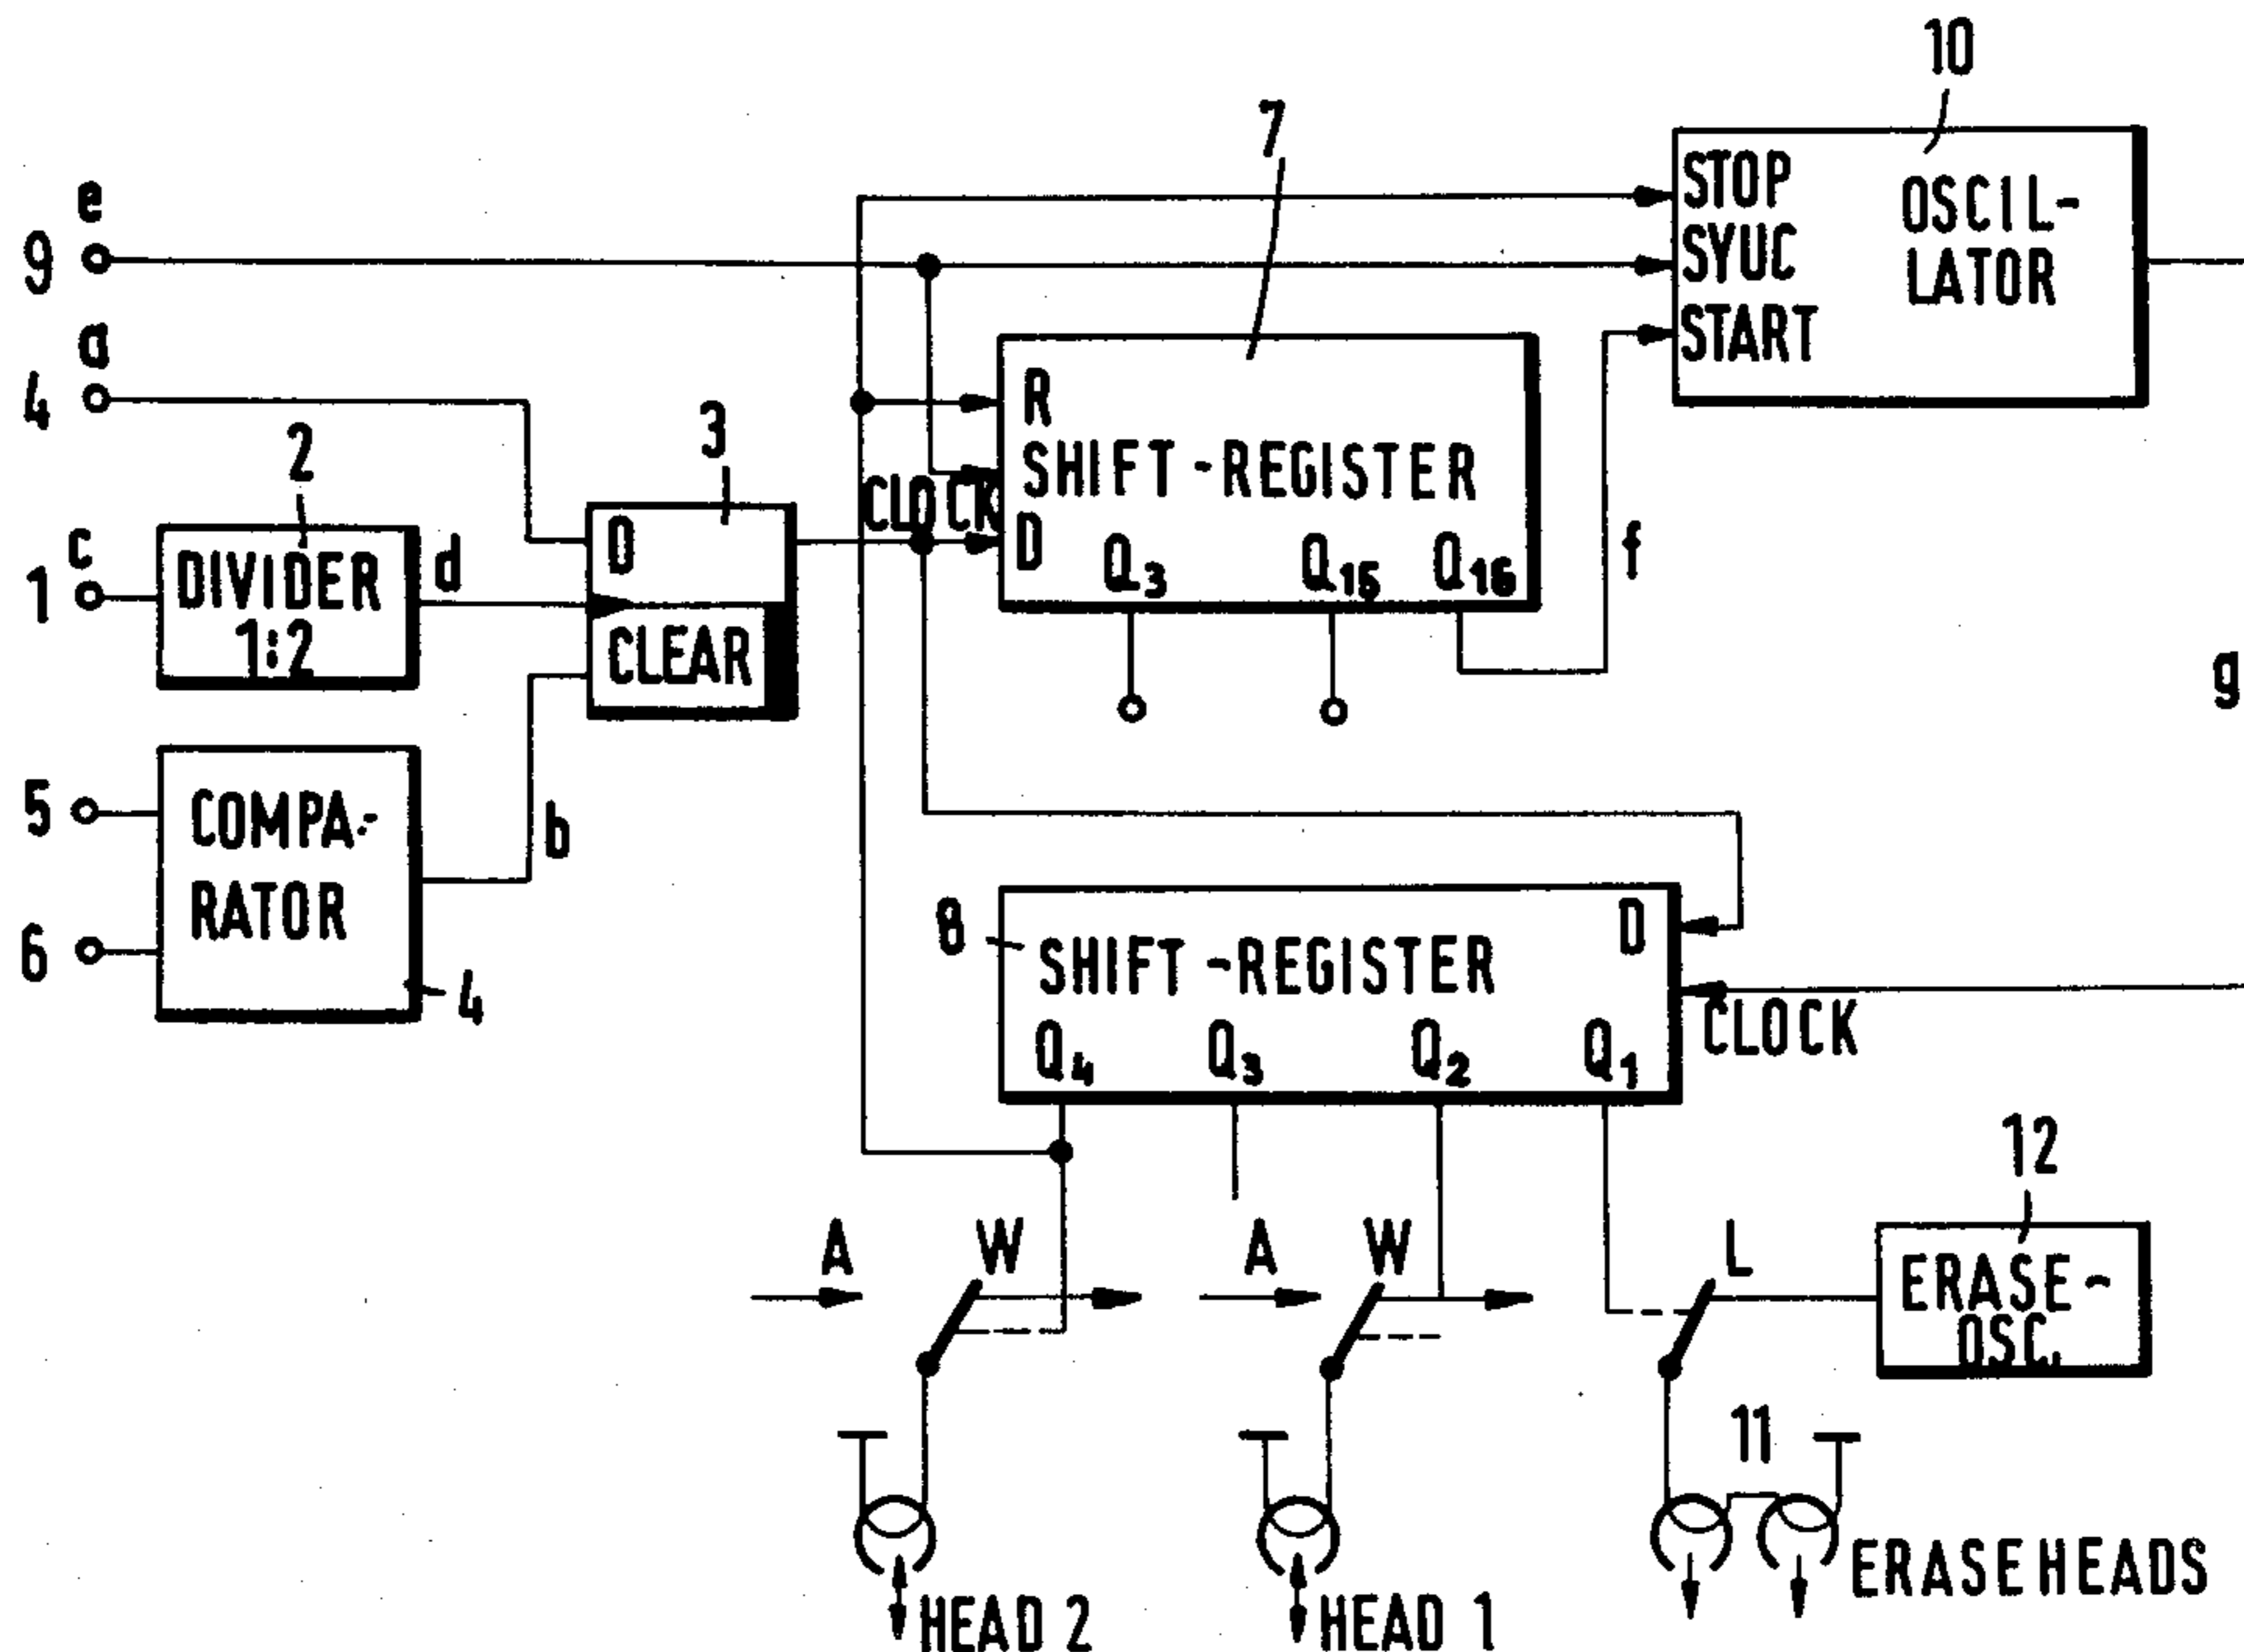 10
7
e
9
STOP
SYUC
START
OSCIL-
LATOR
a
4
3
2
R
SHIFT-REGISTER
CLOCK
D
Q3
Q15
Q16
f
c
1
DIVIDER
1:2
d
D
CLEAR
g
5
6
COMPA-
RATOR
b
4
8
SHIFT-REGISTER
D
CLOCK
Q4
Q3
Q2
Q1
12
A
W
A
W
L
ERASE-
OSC.
11
HEAD 2
HEAD 1
ERASE HEADS